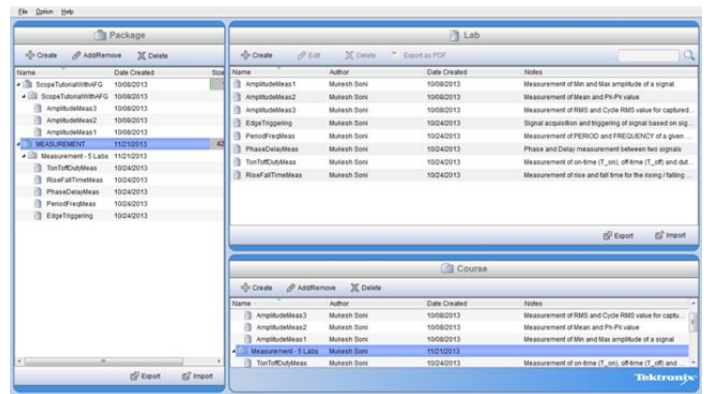 File Option Help
Package
Create Add/Remove Delete
Name Date Created Size
ScopeTutorialWithAFG 10/08/2013
ScopeTutorialWithAFG 10/08/2013
AmplitudeMeas3 10/08/2013
AmplitudeMeas2 10/08/2013
AmplitudeMeas1 10/08/2013
MEASUREMENT 11/21/2013 42
Measurement - 5 Labs 11/21/2013
TonToffDutyMeas 10/24/2013
RiseFallTimeMeas 10/24/2013
PhaseDelayMeas 10/24/2013
PeriodFreqMeas 10/24/2013
EdgeTriggering 10/24/2013
Export Import
Lab
Create Edit Delete Export as PDF
Name Author Date Created Notes
AmplitudeMeas1 Mukesh Soni 10/08/2013 Measurement of Min and Max amplitude of a signal
AmplitudeMeas2 Mukesh Soni 10/08/2013 Measurement of Mean and Pk-Pk value
AmplitudeMeas3 Mukesh Soni 10/08/2013 Measurement of RMS and Cycle RMS value for captured...
EdgeTriggering Mukesh Soni 10/24/2013 Signal acquisition and triggering of signal based on sig...
PeriodFreqMeas Mukesh Soni 10/24/2013 Measurement of PERIOD and FREQUENCY of a given ...
PhaseDelayMeas Mukesh Soni 10/24/2013 Phase and Delay measurement between two signals
TonToffDutyMeas Mukesh Soni 10/24/2013 Measurement of on-time (T_on), off-time (T_off) and dut...
RiseFallTimeMeas Mukesh Soni 10/24/2013 Measurement of rise and fall time for the rising / falling ...
Export Import
Course
Create Add/Remove Delete
Name Author Date Created Notes
AmplitudeMeas3 Mukesh Soni 10/08/2013 Measurement of RMS and Cycle RMS value for captu...
AmplitudeMeas2 Mukesh Soni 10/08/2013 Measurement of Mean and Pk-Pk value
AmplitudeMeas1 Mukesh Soni 10/08/2013 Measurement of Min and Max amplitude of a signal
Measurement - 5 Labs Mukesh Soni 11/21/2013
TonToffDutyMeas Mukesh Soni 10/24/2013 Measurement of on-time (T_on), off-time (T_off) and ...
Tektronix